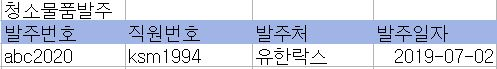 청소물품발주
발주번호 직원번호 발주처 발주일자
abc2020 ksm1994 유한락스 2019-07-02